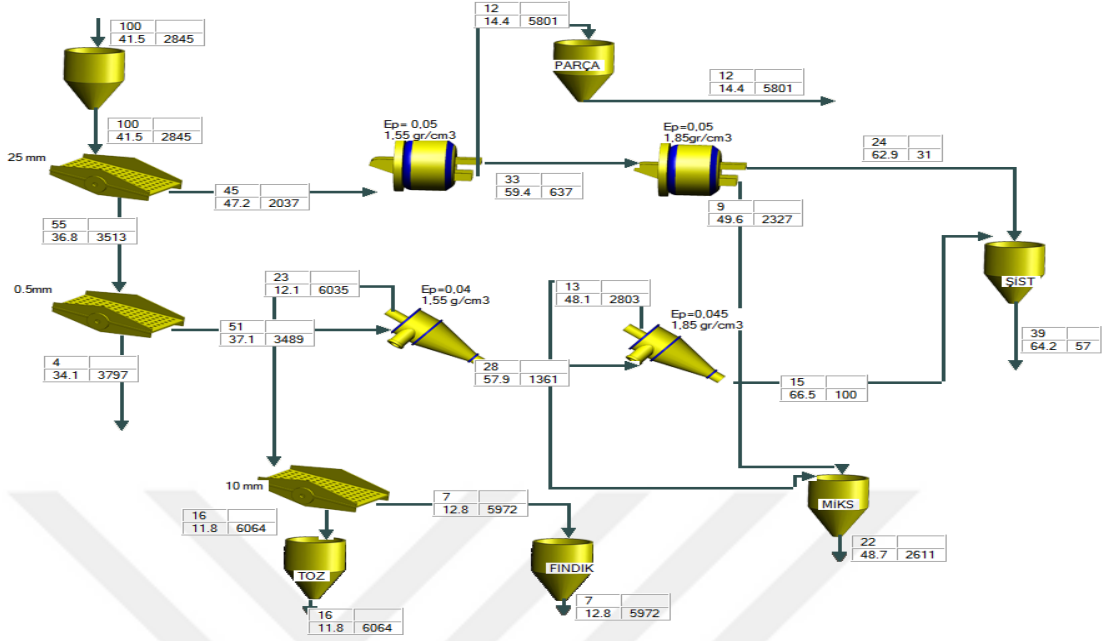 100
41.5 2845
12
14.4 5801
PARÇA
12
14.4 5801
100
41.5 2845
Ep= 0,05
1,55 gr/cm3
Ep=0,05
1,85gr/cm3
24
62.9 31
25 mm
45
47.2 2037
33
59.4 637
9
49.6 2327
55
36.8 3513
ŞİST
0.5mm
23
12.1 6035
Ep=0,04
1,55 g/cm3
13
48.1 2803
Ep=0,045
1,85 gr/cm3
51
37.1 3489
39
64.2 57
4
34.1 3797
28
57.9 1361
15
66.5 100
10 mm
7
12.8 5972
MİKS
16
11.8 6064
22
48.7 2611
TOZ
FINDIK
16
11.8 6064
7
12.8 5972